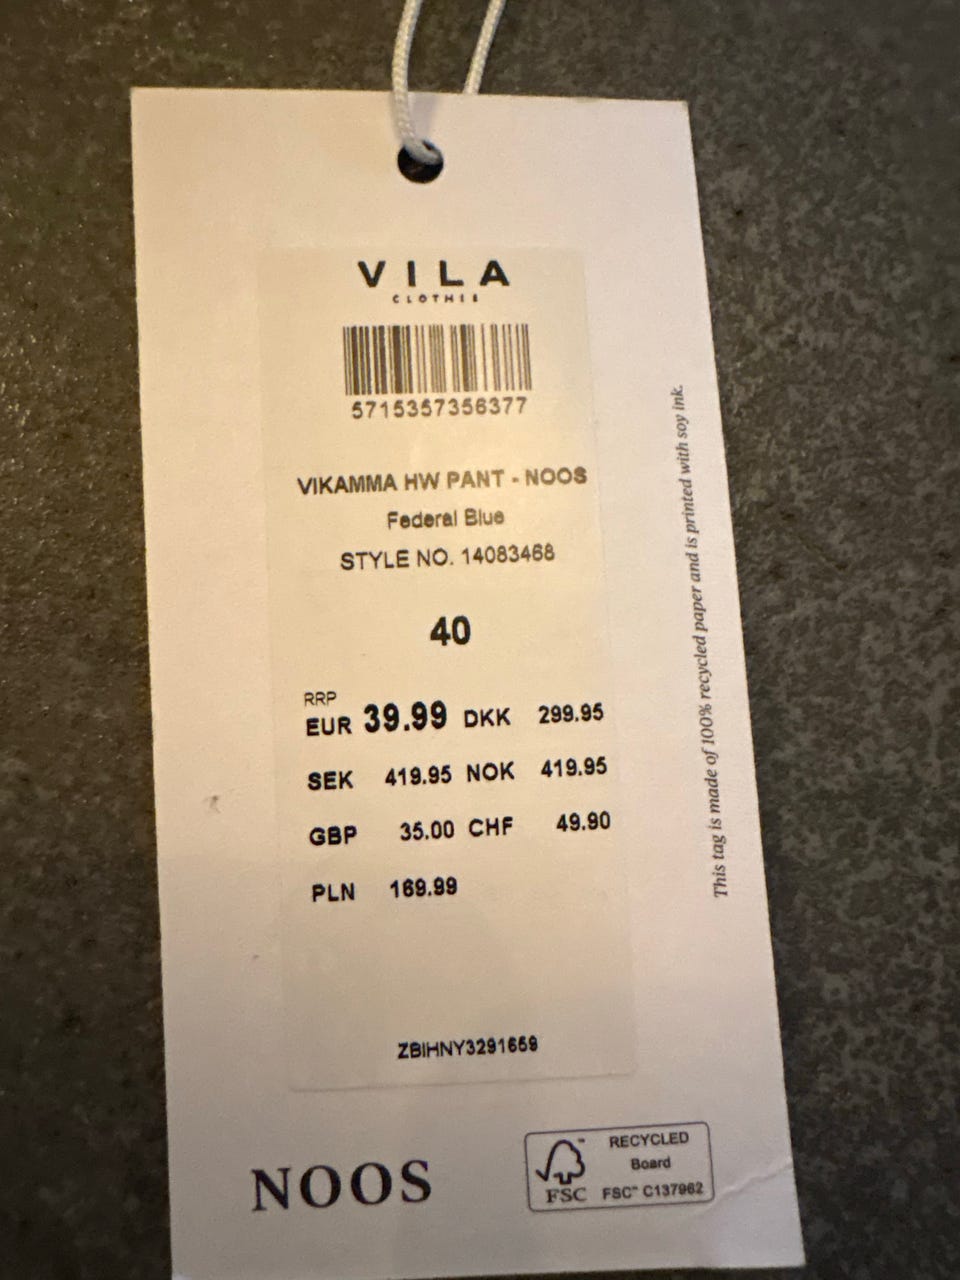 VILA
CLOTHES
5715357356377
VIKAMMA HW PANT - NOOS
Federal Blue
STYLE NO. 14083468
40
RRP
EUR 39.99 DKK 299.95
SEK 419.95 NOK 419.95
GBP 35.00 CHF 49.90
PLN 169.99
ZBIHNY3291659
This tag is made of 100% recycled paper and is printed with soy ink.
NOOS
FSC
RECYCLED
Board
FSC™ C137962